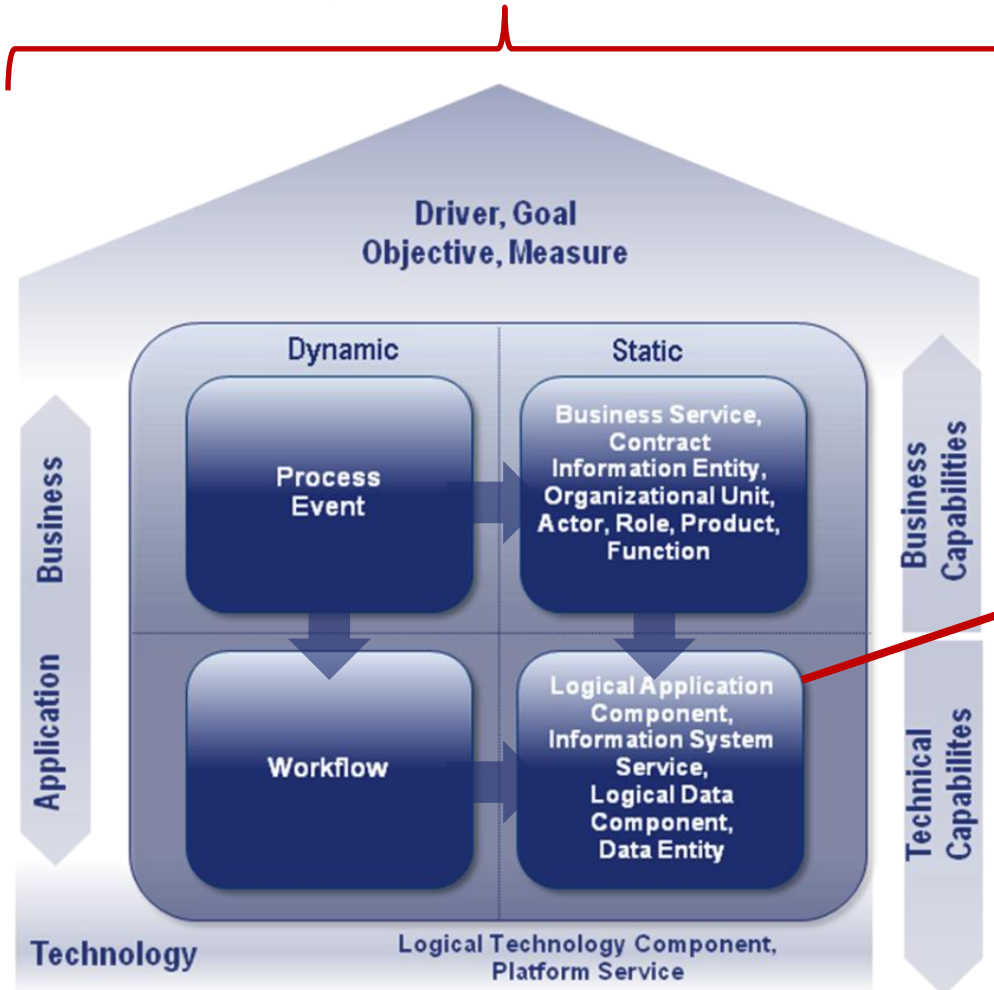 Driver, Goal
Objective, Measure
Dynamic
Static
Process
Event
Business Service,
Contract
Information Entity,
Organizational Unit,
Actor, Role, Product,
Function
Business
Business
Capabilities
Application
Workflow
Logical Application
Component,
Information System
Service,
Logical Data
Component,
Data Entity
Technical
Capabilites
Technology
Logical Technology Component,
Platform Service